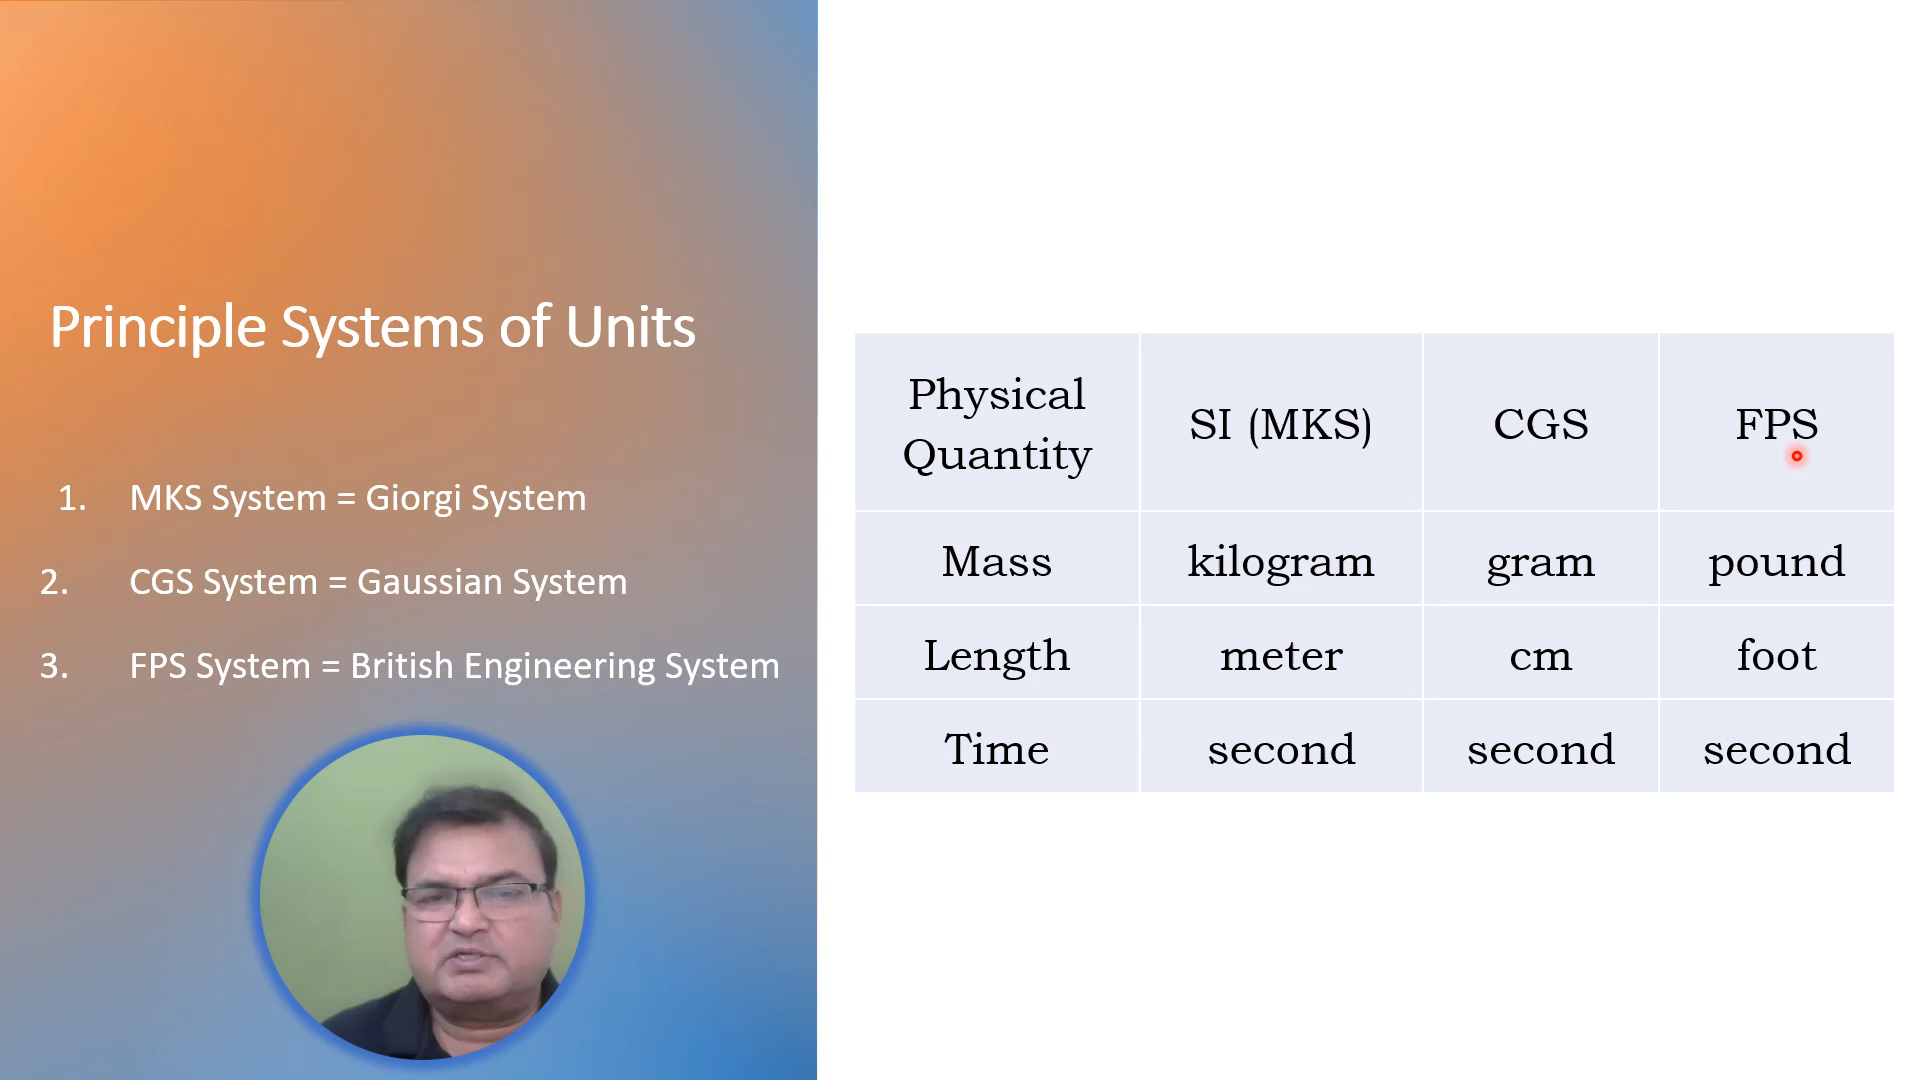 Principle Systems of Units
1. MKS System = Giorgi System
2. CGS System = Gaussian System
3. FPS System = British Engineering System
Physical Quantity SI (MKS) CGS FPS
Mass kilogram gram pound
Length meter cm foot
Time second second second